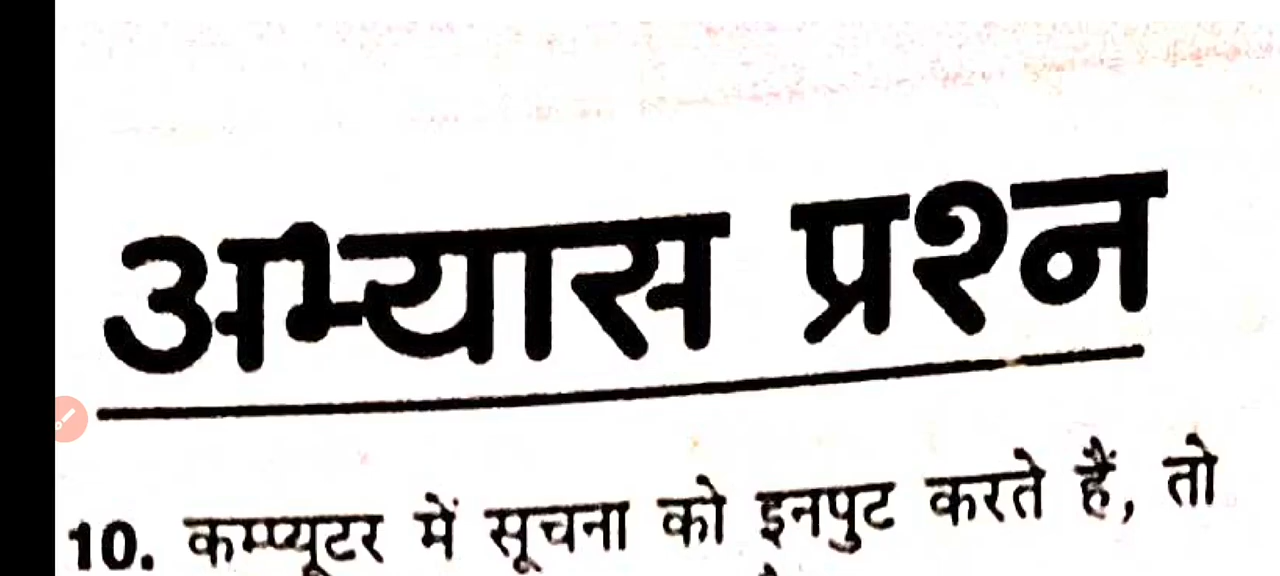 अभ्यास प्रश्न
10. कम्प्यूटर में सूचना को इनपुट करते हैं, तो